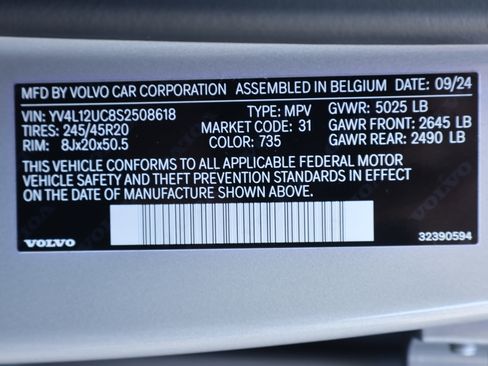 MFD BY VOLVO CAR CORPORATION ASSEMBLED IN BELGIUM DATE: 09/24
VIN: YV4L12UC8S2508618 TYPE: MPV GVWR: 5025 LB
TIRES: 245/45R20 MARKET CODE: 31 GAWR FRONT: 2645 LB
RIM: 8Jx20x50.5 COLOR: 735 GAWR REAR: 2490 LB
THIS VEHICLE CONFORMS TO ALL APPLICABLE FEDERAL MOTOR
VEHICLE SAFETY AND THEFT PREVENTION STANDARDS IN EFFECT
ON THE DATE OF MANUFACTURE SHOWN ABOVE.
VOLVO 32390594